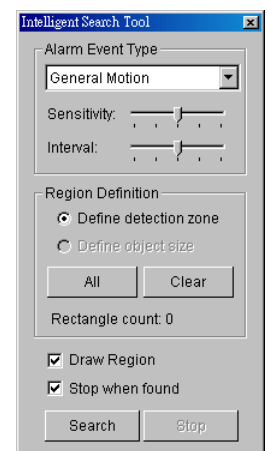 Intelligent Search Tool
Alarm Event Type
General Motion
Sensitivity:
Interval:
Region Definition
Define detection zone
Define object size
All Clear
Rectangle count: 0
Draw Region
Stop when found
Search Stop